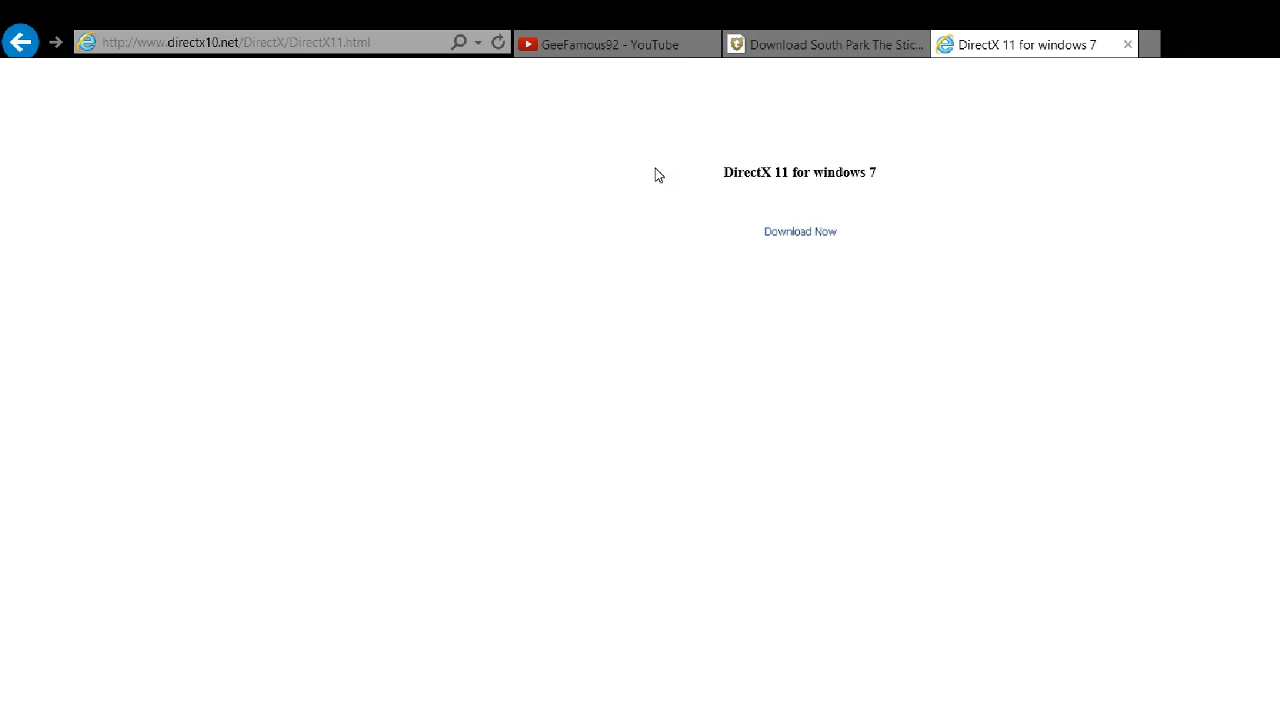 http://www.directx10.net/DirectX/DirectX11.html
GeeFamous92 - YouTube
Download South Park The Stic...
DirectX 11 for windows 7
DirectX 11 for windows 7
Download Now